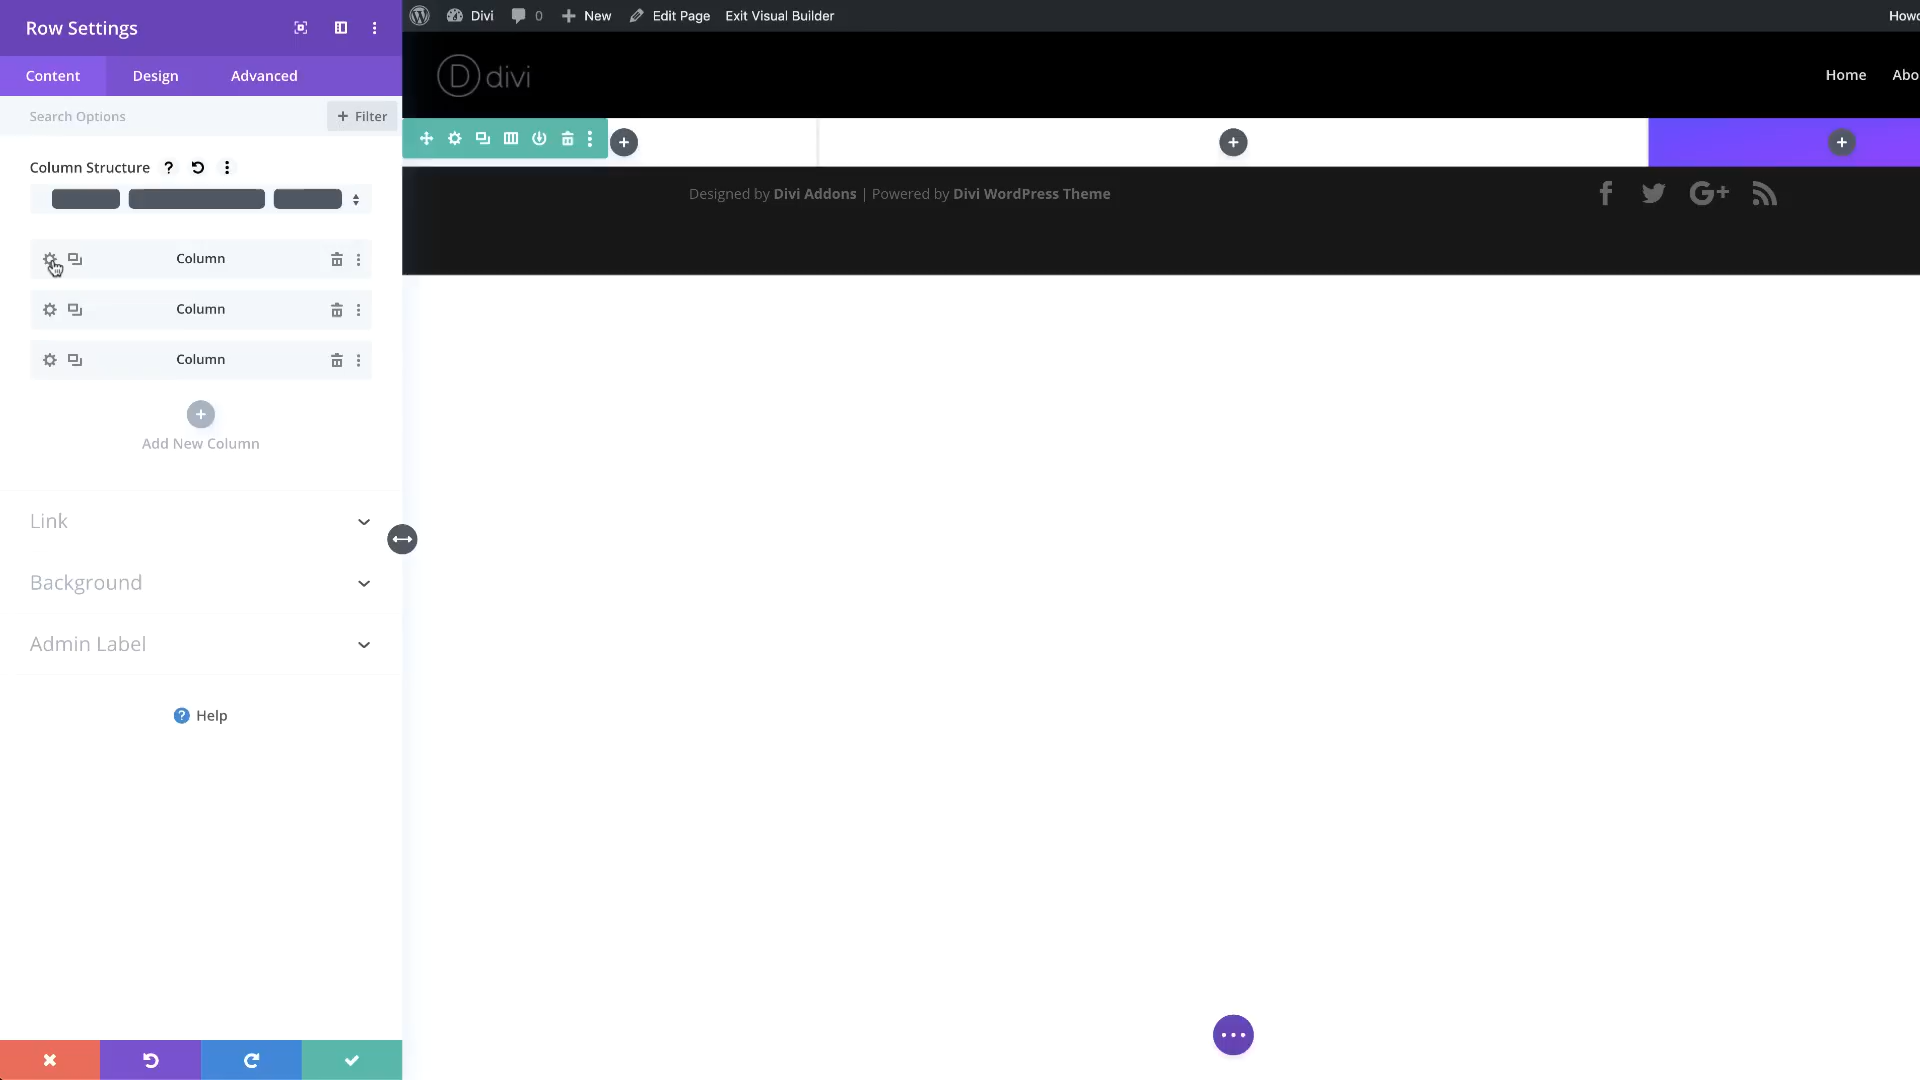 Row Settings
Content Design Advanced
Search Options + Filter
Column Structure ?
Column
Column
Column
Add New Column
Link
Background
Admin Label
? Help
Divi 0 New Edit Page Exit Visual Builder Howd
D divi
Home Abo
Designed by Divi Addons | Powered by Divi WordPress Theme
G+